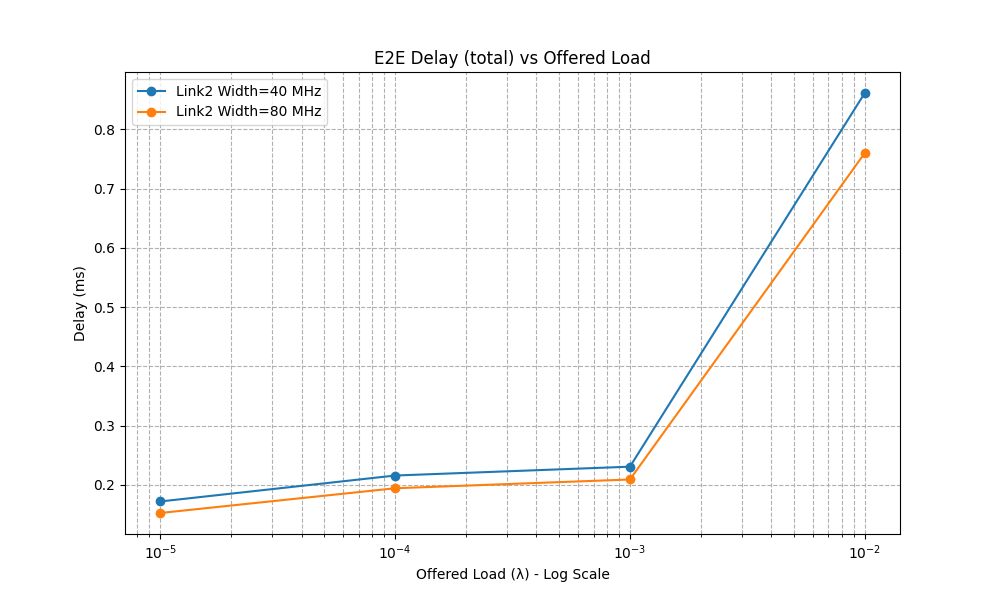 E2E Delay (total) vs Offered Load
Link2 Width=40 MHz
Link2 Width=80 MHz
Delay (ms)
0.8
0.7
0.6
0.5
0.4
0.3
0.2
10⁻⁵ 10⁻⁴ 10⁻³ 10⁻²
Offered Load (λ) - Log Scale